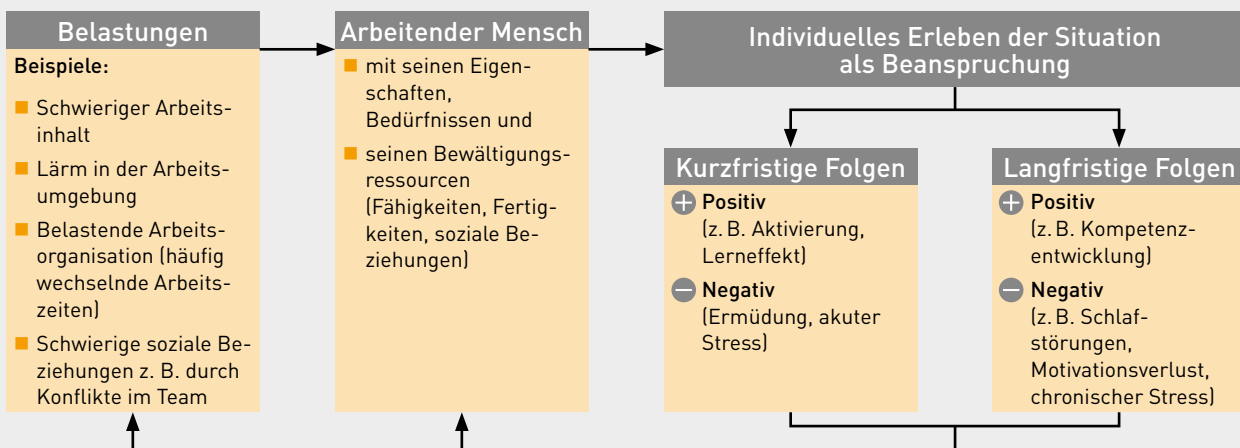 Belastungen
Beispiele:
Schwieriger Arbeits-
inhalt
Lärm in der Arbeits-
umgebung
Belastende Arbeits-
organisation (häufig
wechselnde Arbeits-
zeiten)
Schwierige soziale Be-
ziehungen z. B. durch
Konflikte im Team
Arbeitender Mensch
mit seinen Eigen-
schaften,
Bedürfnissen und
seinen Bewältigungs-
ressourcen
(Fähigkeiten, Fertig-
keiten, soziale Be-
ziehungen)
Individuelles Erleben der Situation
als Beanspruchung
Kurzfristige Folgen
Positiv
(z. B. Aktivierung,
Lerneffekt)
Negativ
(Ermüdung, akuter
Stress)
Langfristige Folgen
Positiv
(z. B. Kompetenz-
entwicklung)
Negativ
(z. B. Schlaf-
störungen,
Motivationsverlust,
chronischer Stress)